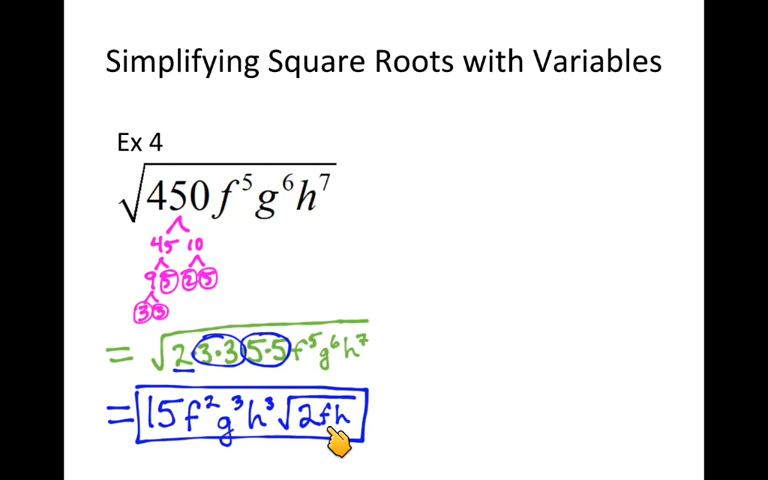 Simplifying Square Roots with Variables
Ex 4
√450f⁵g⁶h⁷
45 10
9 5 2 5
3 3
= √2 3·3 5·5 f⁵g⁶h⁷
= 15f²g³h³√2fh